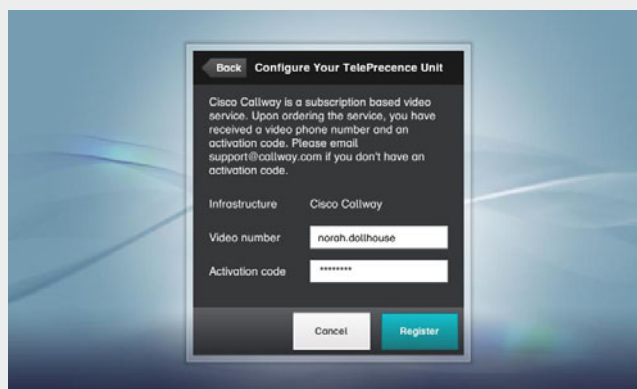 Back Configure Your TelePrecence Unit
Cisco Callway is a subscription based video
service. Upon ordering the service, you have
received a video phone number and an
activation code. Please email
support@callway.com if you don't have an
activation code.
Infrastructure Cisco Callway
Video number norah.dollhouse
Activation code ********
Cancel Register